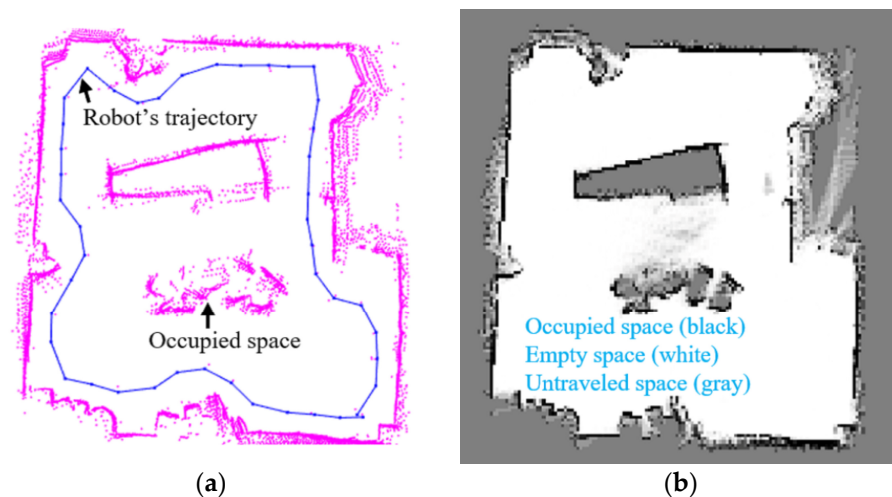 Robot's trajectory
Occupied space
(a)
Occupied space (black)
Empty space (white)
Untraveled space (gray)
(b)